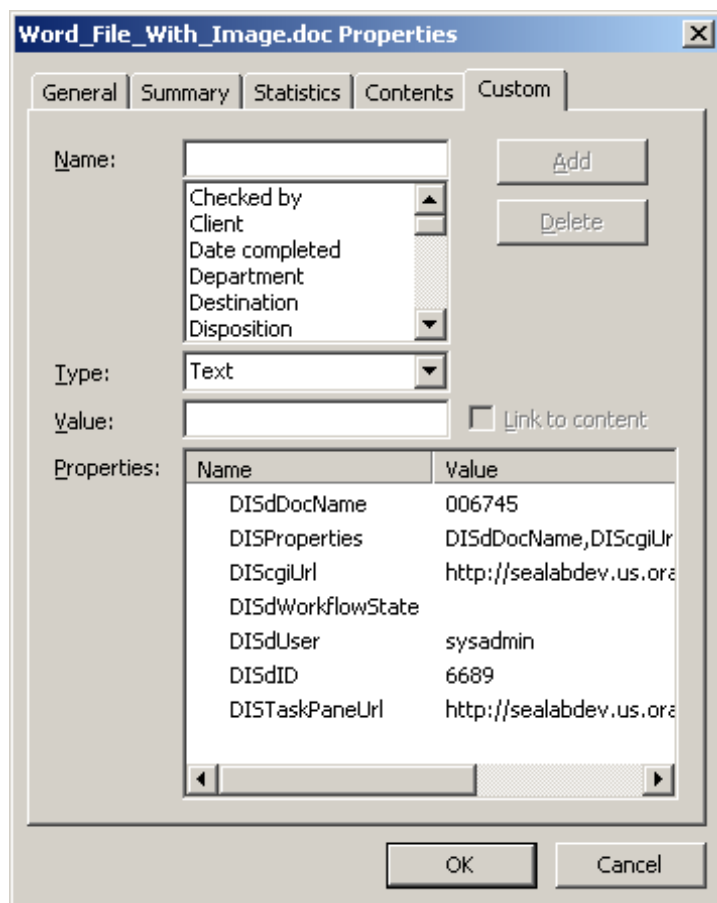 Word_File_With_Image.doc Properties
General Summary Statistics Contents Custom
Name:
Add
Checked by
Client
Date completed
Department
Destination
Disposition
Delete
Type: Text
Value: Link to content
Properties:
Name Value
DISdDocName 006745
DISProperties DISdDocName,DIScgiUr
DIScgiUrl http://sealabdev.us.ora
DISdWorkflowState
DISdUser sysadmin
DISdID 6689
DISTaskPaneUrl http://sealabdev.us.ora
OK Cancel